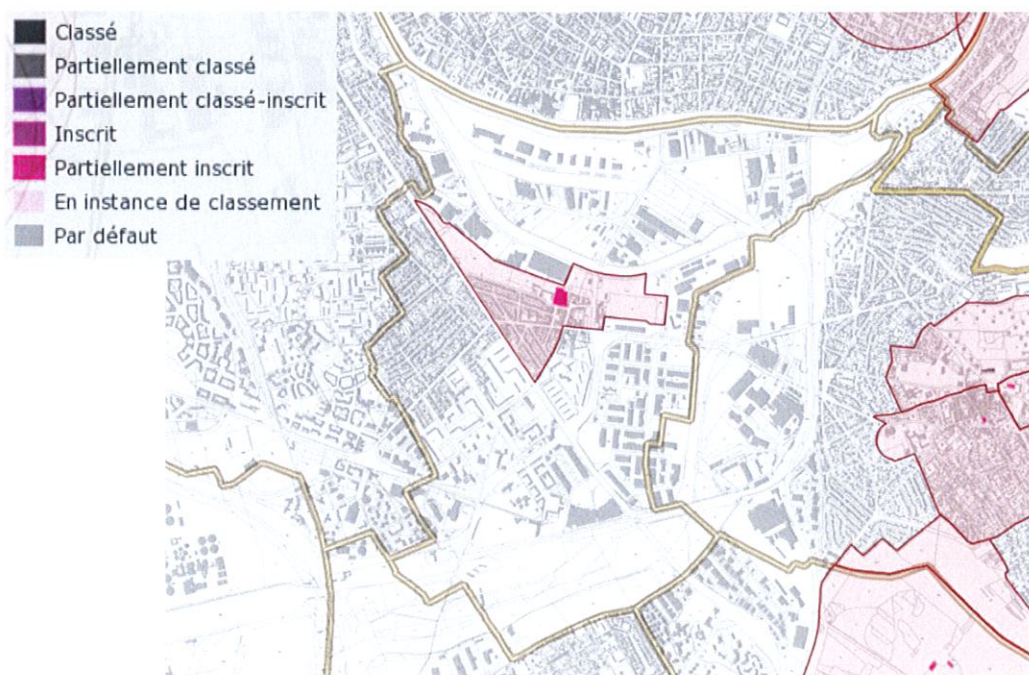 Classé
Partiellement classé
Partiellement classé-inscrit
Inscrit
Partiellement inscrit
En instance de classement
Par défaut